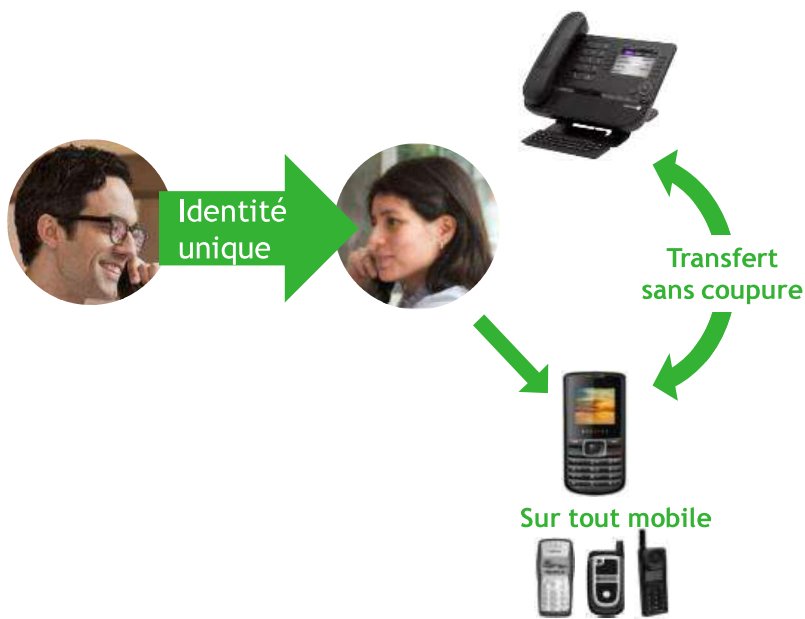 Identité
unique
Transfert
sans coupure
Sur tout mobile